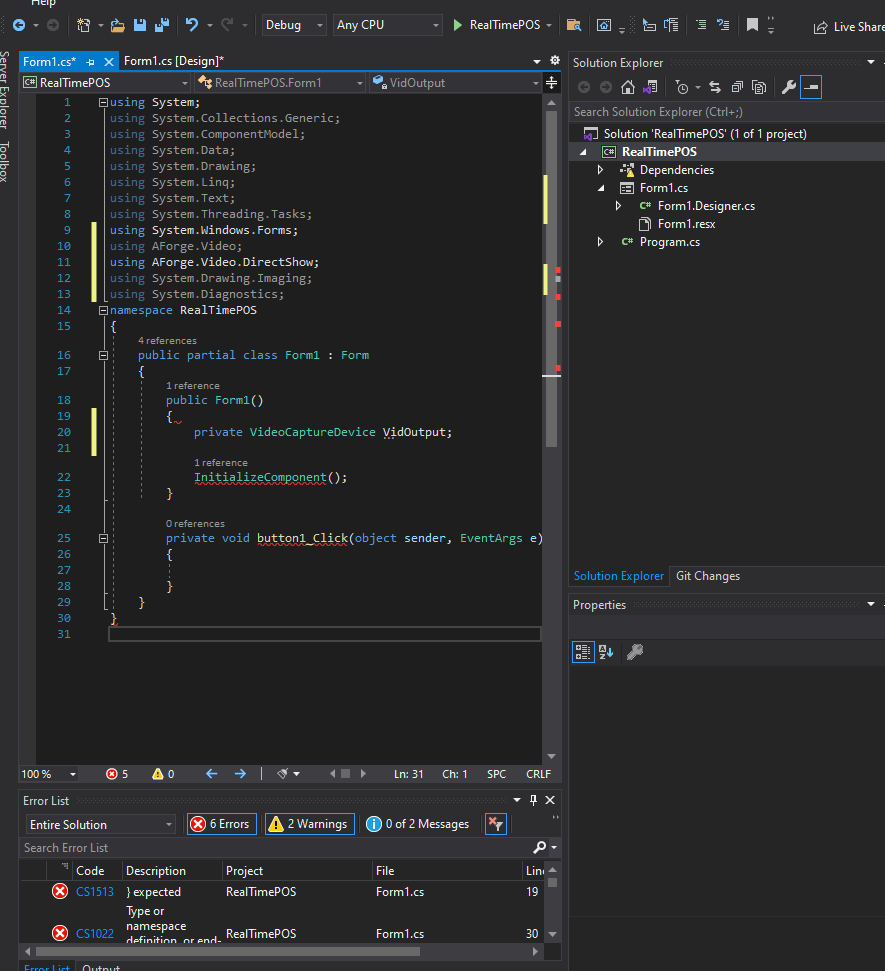 Help
Debug
Any CPU
RealTimePOS
Live Share
Server Explorer
Toolbox
Form1.cs*
Form1.cs [Design]*
RealTimePOS
RealTimePOS.Form1
VidOutput
1 using System;
2 using System.Collections.Generic;
3 using System.ComponentModel;
4 using System.Data;
5 using System.Drawing;
6 using System.Linq;
7 using System.Text;
8 using System.Threading.Tasks;
9 using System.Windows.Forms;
10 using AForge.Video;
11 using AForge.Video.DirectShow;
12 using System.Drawing.Imaging;
13 using System.Diagnostics;
14 namespace RealTimePOS
15 {
4 references
16 public partial class Form1 : Form
17 {
1 reference
18 public Form1()
19 {
20 private VideoCaptureDevice VidOutput;
21
1 reference
22 InitializeComponent();
23 }
24
0 references
25 private void button1_Click(object sender, EventArgs e)
26 {
27
28 }
29 }
30 }
31
100 %
5
0
Ln: 31
Ch: 1
SPC
CRLF
Error List
Entire Solution
6 Errors
2 Warnings
0 of 2 Messages
Search Error List
Code Description Project File Line
CS1513 } expected RealTimePOS Form1.cs 19
CS1022 Type or namespace definition, or end- RealTimePOS Form1.cs 30
Error List
Output
Solution Explorer
Search Solution Explorer (Ctrl+;)
Solution 'RealTimePOS' (1 of 1 project)
C# RealTimePOS
Dependencies
Form1.cs
C# Form1.Designer.cs
Form1.resx
C# Program.cs
Solution Explorer
Git Changes
Properties